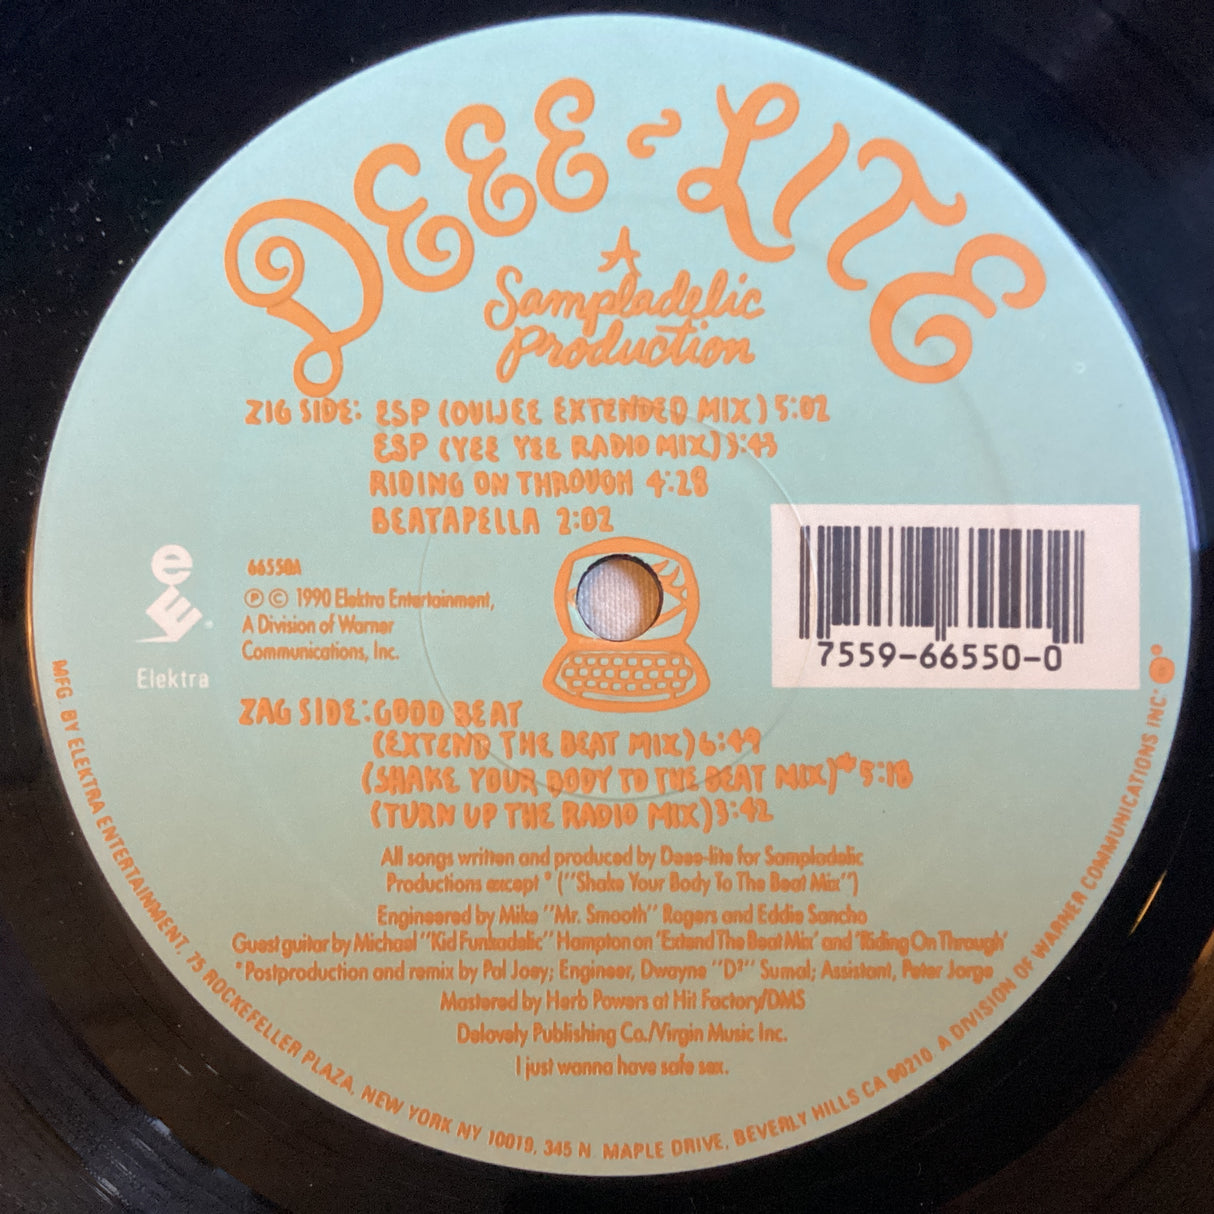 DEEE-LITE
A
Sampladelic
Production
ZIG SIDE: ESP (OUIJEE EXTENDED MIX) 5:02
ESP (YEE YEE RADIO MIX) 3:43
RIDING ON THROUGH 4:28
BEATAPELLA 2:02
66550A
Ⓟ © 1990 Elektra Entertainment,
A Division of Warner
Communications, Inc.
Elektra
7559-66550-0
ZAG SIDE: GOOD BEAT
(EXTEND THE BEAT MIX) 6:49
(SHAKE YOUR BODY TO THE BEAT MIX)* 5:18
(TURN UP THE RADIO MIX) 3:42
All songs written and produced by Deee-lite for Sampladelic
Productions except * ("Shake Your Body To The Beat Mix")
Engineered by Mike "Mr. Smooth" Rogers and Eddie Sancho
Guest guitar by Michael "Kid Funkadelic" Hampton on 'Extend The Beat Mix' and 'Riding On Through'
*Postproduction and remix by Pal Joey; Engineer, Dwayne "D³" Sumal; Assistant, Peter Jorge
Mastered by Herb Powers at Hit Factory/DMS
Delovely Publishing Co./Virgin Music Inc.
I just wanna have safe sex.
MFG. BY ELEKTRA ENTERTAINMENT, 75 ROCKEFELLER PLAZA, NEW YORK NY 10019, 345 N. MAPLE DRIVE, BEVERLY HILLS CA 90210. A DIVISION OF WARNER COMMUNICATIONS INC.